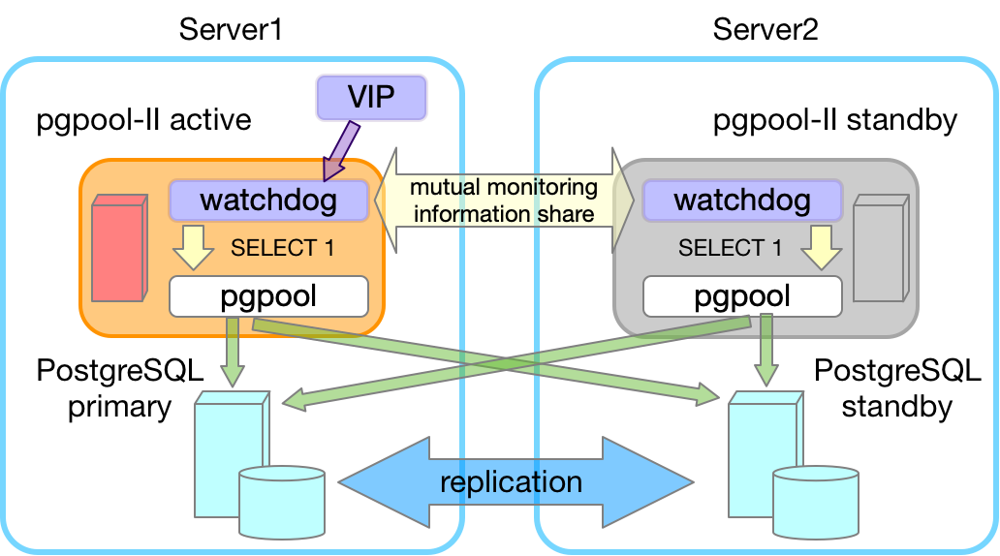 Server1
Server2
VIP
pgpool-II active
pgpool-II standby
watchdog
mutual monitoring
information share
watchdog
SELECT 1
SELECT 1
pgpool
pgpool
PostgreSQL
primary
PostgreSQL
standby
replication